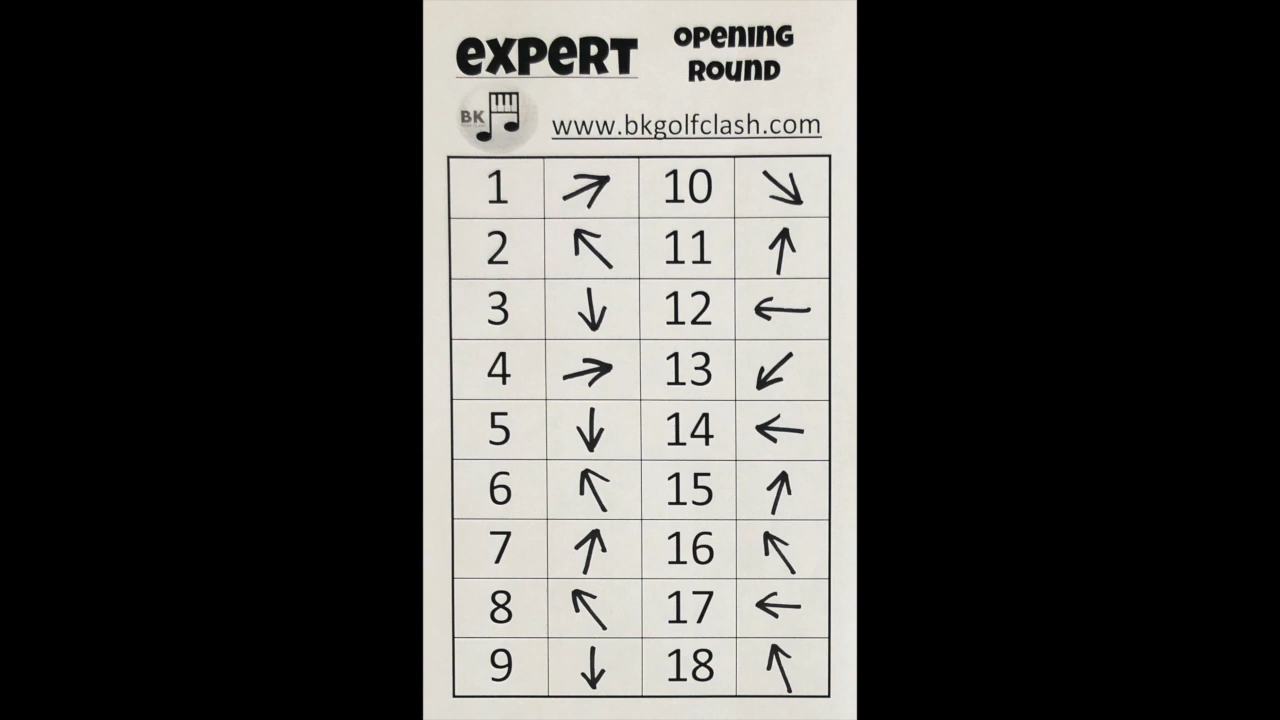 EXPERT
OPENING
ROUND
BK
www.bkgolfclash.com
1 ↗ 10 ↘
2 ↖ 11 ↑
3 ↓ 12 ←
4 → 13 ↙
5 ↓ 14 ←
6 ↖ 15 ↑
7 ↑ 16 ↖
8 ↖ 17 ←
9 ↓ 18 ↖